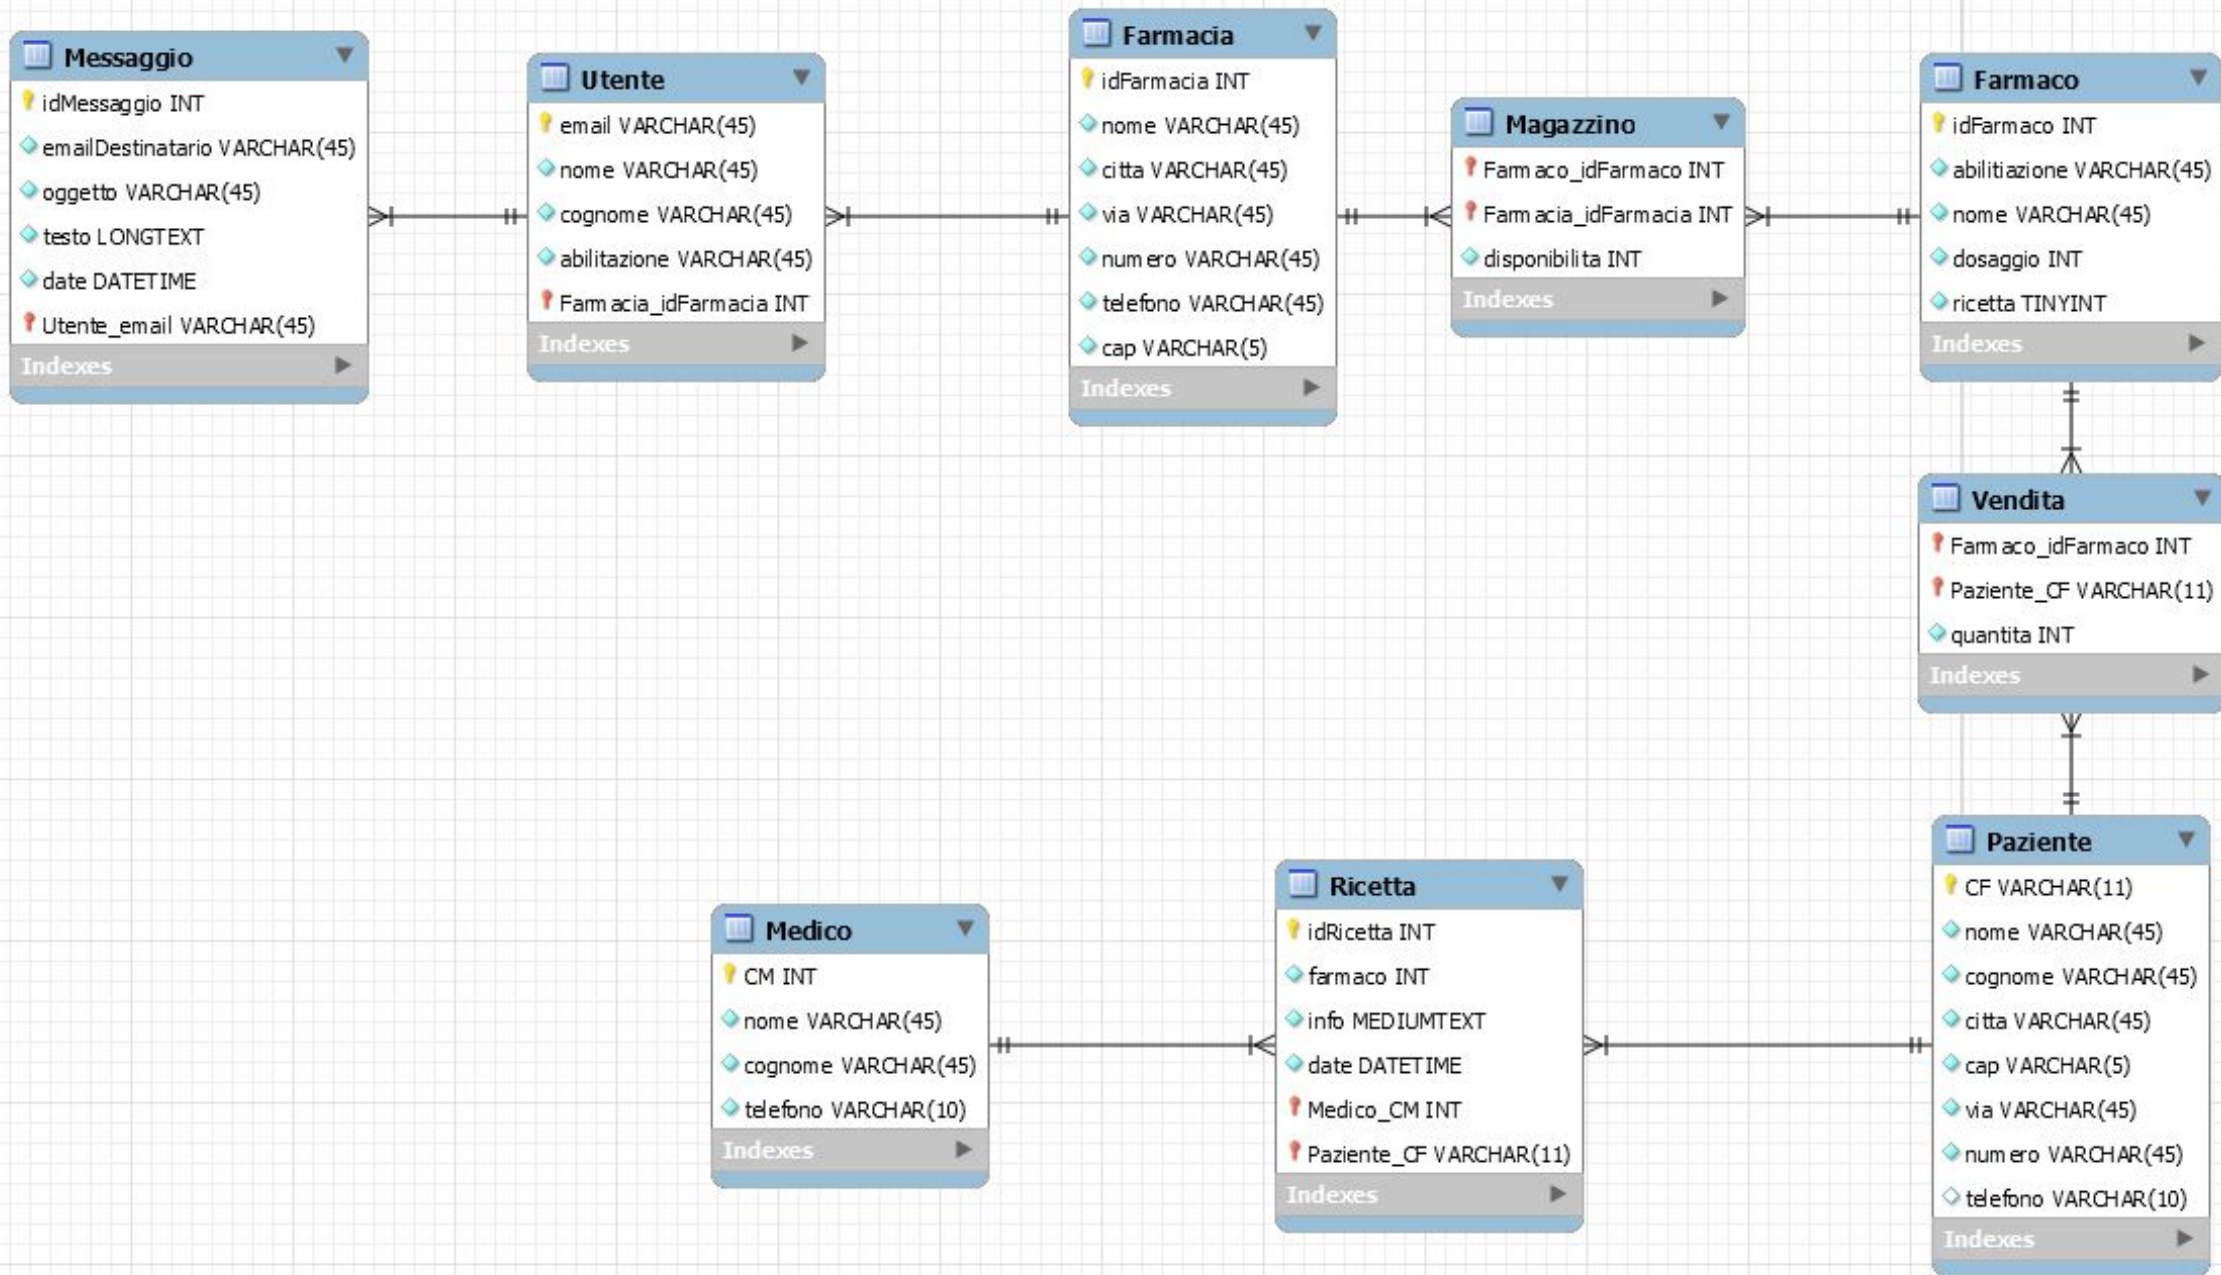 Messaggio
idMessaggio INT
emailDestinatario VARCHAR(45)
oggetto VARCHAR(45)
testo LONGTEXT
date DATETIME
Utente_email VARCHAR(45)
Indexes
Utente
email VARCHAR(45)
nome VARCHAR(45)
cognome VARCHAR(45)
abilitazione VARCHAR(45)
Farmacia_idFarmacia INT
Indexes
Farmacia
idFarmacia INT
nome VARCHAR(45)
citta VARCHAR(45)
via VARCHAR(45)
numero VARCHAR(45)
telefono VARCHAR(45)
cap VARCHAR(5)
Indexes
Magazzino
Farmaco_idFarmaco INT
Farmacia_idFarmacia INT
disponibilita INT
Indexes
Farmaco
idFarmaco INT
abilitiazione VARCHAR(45)
nome VARCHAR(45)
dosaggio INT
ricetta TINYINT
Indexes
Vendita
Farmaco_idFarmaco INT
Paziente_CF VARCHAR(11)
quantita INT
Indexes
Medico
CM INT
nome VARCHAR(45)
cognome VARCHAR(45)
telefono VARCHAR(10)
Indexes
Ricetta
idRicetta INT
farmaco INT
info MEDIUMTEXT
date DATETIME
Medico_CM INT
Paziente_CF VARCHAR(11)
Indexes
Paziente
CF VARCHAR(11)
nome VARCHAR(45)
cognome VARCHAR(45)
citta VARCHAR(45)
cap VARCHAR(5)
via VARCHAR(45)
numero VARCHAR(45)
telefono VARCHAR(10)
Indexes